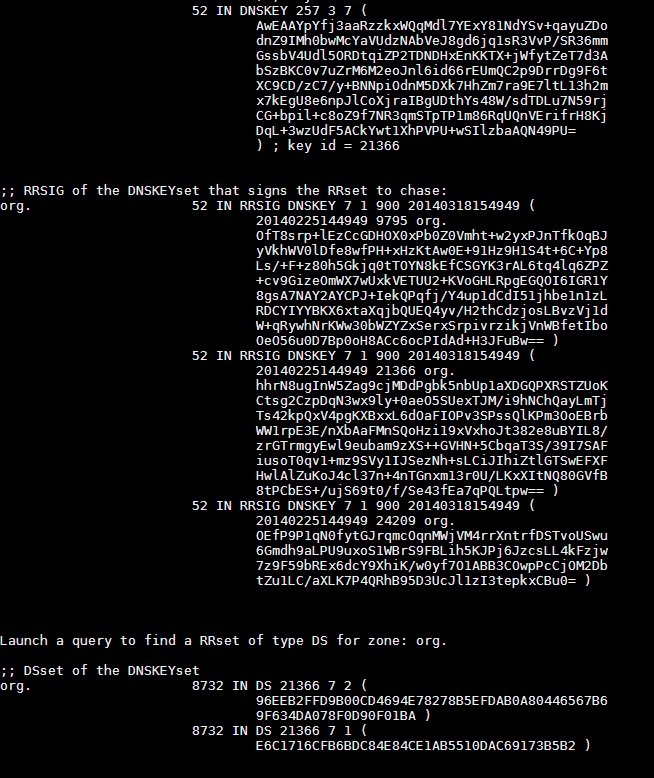 52 IN DNSKEY 257 3 7 (
AwEAAYpYfj3aaRzzkxWQqMdl7YExY81NdYSv+qayuZDo
dnZ9IMh0bwMcYaVUdzNAbVeJ8gd6jq1sR3VvP/SR36mm
GssbV4Udl5ORDtqiZP2TDNDHxEnKKTX+jWfytZeT7d3A
bSzBKC0v7uZrM6M2eoJnl6id66rEUmQC2p9DrrDg9F6t
XC9CD/zC7/y+BNNpiOdnM5DXk7HhZm7ra9E7ltL13h2m
x7kEgU8e6npJlCoXjraIBgUDthYs48W/sdTDLu7N59rj
CG+bpil+c8oZ9f7NR3qmSTpTP1m86RqUQnVErifrH8Kj
DqL+3wzUdF5ACkYwt1XhPVPU+wSIlzbaAQN49PU=
) ; key id = 21366
;; RRSIG of the DNSKEYset that signs the RRset to chase:
org. 52 IN RRSIG DNSKEY 7 1 900 20140318154949 (
20140225144949 9795 org.
OfT8srp+lEzCcGDHOX0xPb0Z0Vmht+w2yxPJnTfkOqBJ
yVkhWV0lDfe8wfPH+xHzKtAw0E+91Hz9H1S4t+6C+Yp8
Ls/+F+z80h5Gkjq0tTOYN8kEfCSGYK3rAL6tq4lq6ZPZ
+cv9GizeOmWX7wUxkVETUU2+KVoGHLRpgEGQOI6IGR1Y
8gsA7NAY2AYCPJ+IekQPqfj/Y4up1dCdI51jhbe1n1zL
RDCYIYYBKX6xtaXqjbQUEQ4yv/H2thCdzjosLBvzVj1d
W+qRywhNrKWw30bWZYZxSerxSrpivrzikjVnWBfetIbo
OeO56u0D7Bp0oH8ACc6ocPIdAd+H3JFuBw== )
52 IN RRSIG DNSKEY 7 1 900 20140318154949 (
20140225144949 21366 org.
hhrN8ugInW5Zag9cjMDdPgbk5nbUp1aXDGQPXRSTZUoK
Ctsg2CzpDqN3wx9ly+0aeO5SUexTJM/i9hNChQayLmTj
Ts42kpQxV4pgKXBxxL6dOaFIOPv3SPssQlKPm3OoEBrb
WW1rpE3E/nXbAaFMnSQoHzi19xVxhoJt382e8uBYIL8/
zrGTrmgyEwl9eubam9zXS++GVHN+5CbqaT3S/39I7SAF
iusoT0qv1+mz9SVy1IJSezNh+sLCiJIhiZtlGTSwEFXF
HwlAlZuKoJ4cl37n+4nTGnxm13r0U/LKxXItNQ80GVfB
8tPCbES+/ujS69t0/f/Se43fEa7qPQLtpw== )
52 IN RRSIG DNSKEY 7 1 900 20140318154949 (
20140225144949 24209 org.
OEfP9P1qN0fytGJrqmcOqnMWjVM4rrXntrfDSTvoUSwu
6Gmdh9aLPU9uxoS1WBrS9FBLih5KJPj6JzcsLL4kFzjw
7z9F59bREx6dcY9XhiK/w0yf7O1ABB3COwpPcCjOM2Db
tZu1LC/aXLK7P4QRhB95D3UcJl1zI3tepkxCBu0= )
Launch a query to find a RRset of type DS for zone: org.
;; DSset of the DNSKEYset
org. 8732 IN DS 21366 7 2 (
96EEB2FFD9B00CD4694E78278B5EFDAB0A80446567B6
9F634DA078F0D90F01BA )
8732 IN DS 21366 7 1 (
E6C1716CFB6BDC84E84CE1AB5510DAC69173B5B2 )